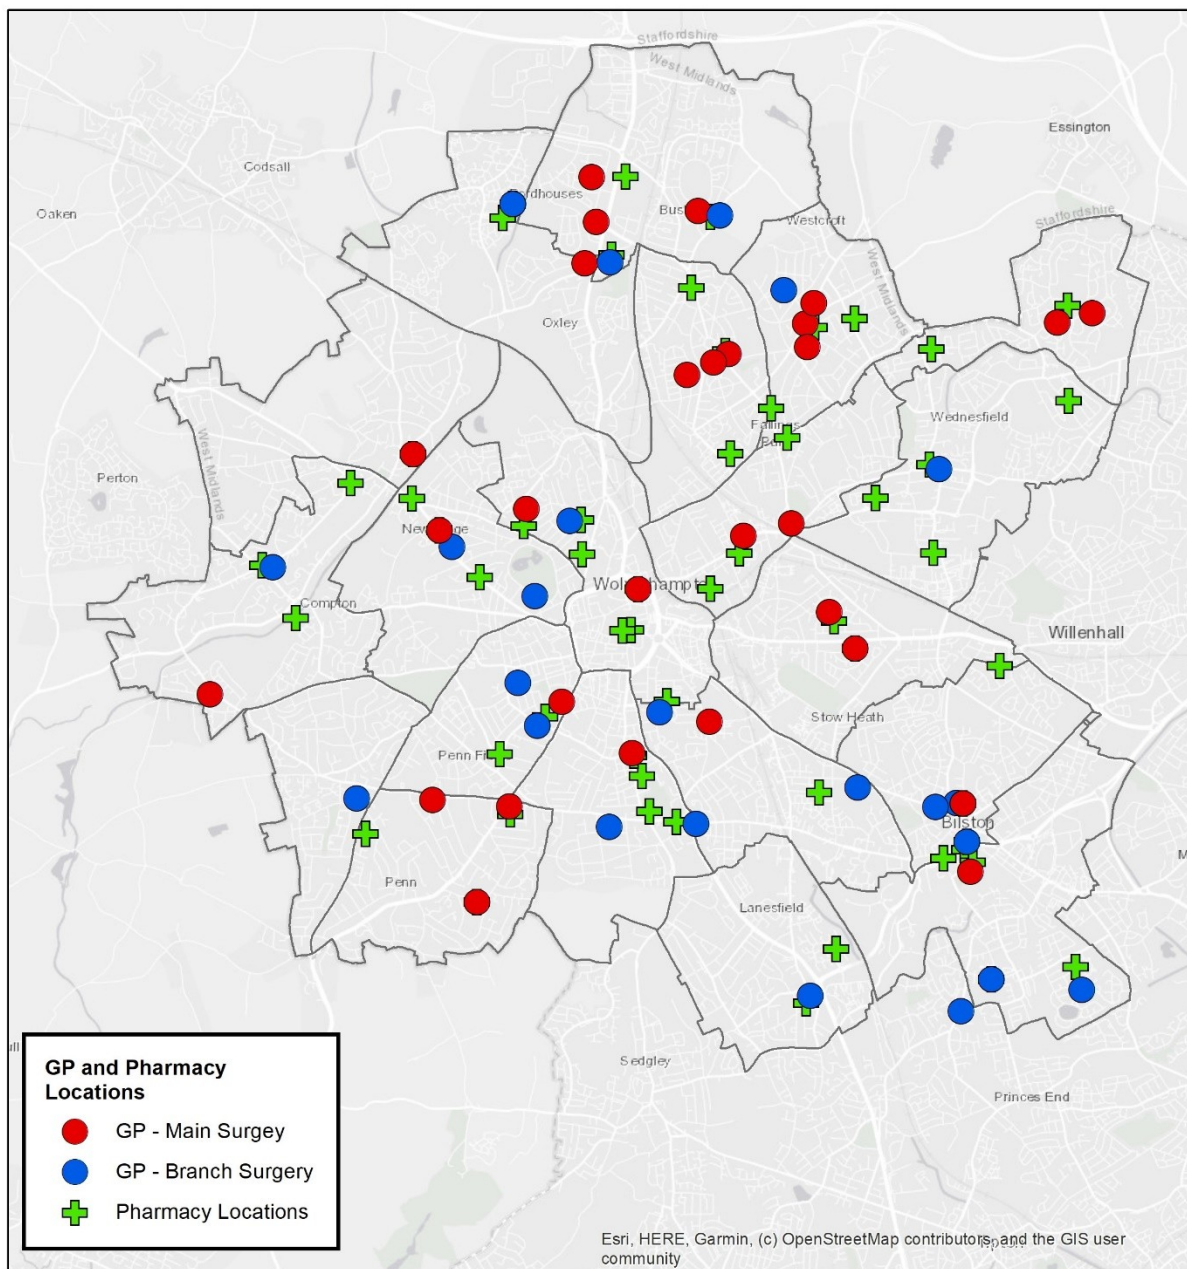 Staffordshire
West Midlands
Essington
Codsall
Oaken
Westcroft
Staffordshire
West Midlands
Oxley
Wednesfield
West Midlands
Perton
Compton
Willenhall
Stow Heath
Bilston
Penn
Lanesfield
Sedgley
Princes End
GP and Pharmacy
Locations
GP - Main Surgey
GP - Branch Surgery
Pharmacy Locations
Esri, HERE, Garmin, (c) OpenStreetMap contributors, and the GIS user
community